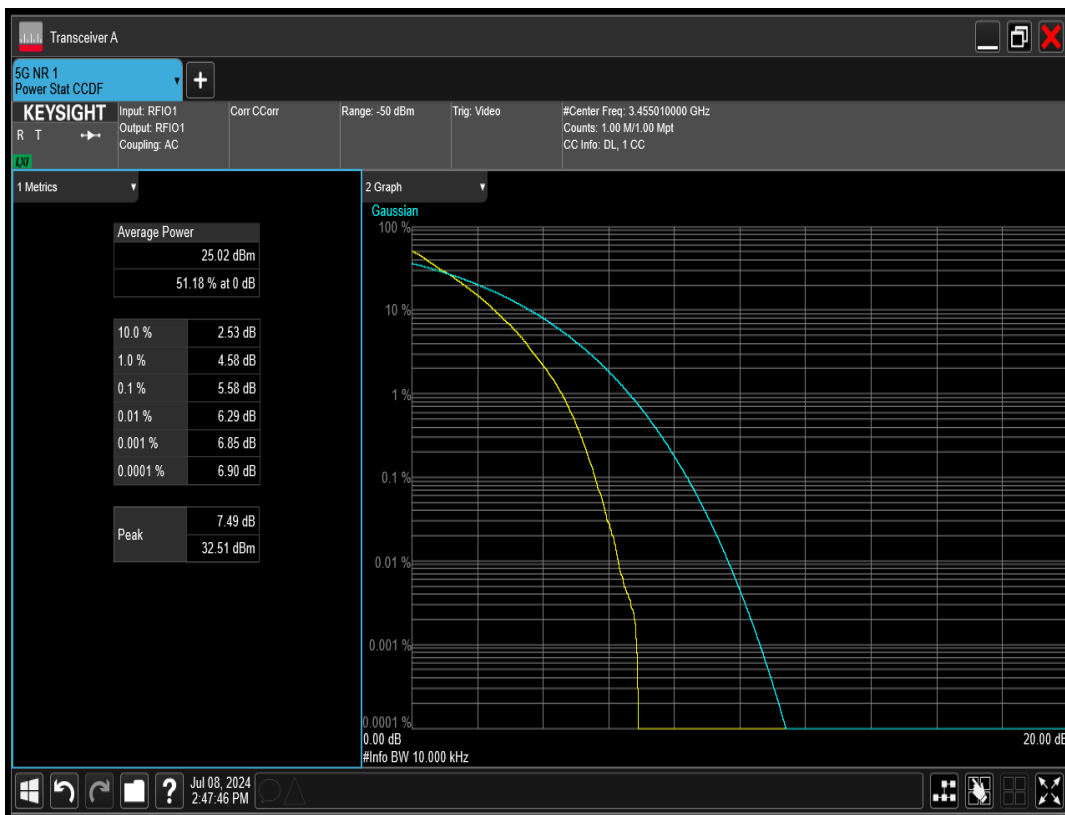 Transceiver A
5G NR 1
Power Stat CCDF
+
KEYSIGHT
R T
LXI
Input: RFIO1
Output: RFIO1
Coupling: AC
Corr CCorr
Range: -50 dBm
Trig: Video
#Center Freq: 3.455010000 GHz
Counts: 1.00 M/1.00 Mpt
CC Info: DL, 1 CC
1 Metrics
Average Power
25.02 dBm
51.18 % at 0 dB
10.0 % 2.53 dB
1.0 % 4.58 dB
0.1 % 5.58 dB
0.01 % 6.29 dB
0.001 % 6.85 dB
0.0001 % 6.90 dB
Peak 7.49 dB
32.51 dBm
2 Graph
Gaussian
100 %
10 %
1 %
0.1 %
0.01 %
0.001 %
0.0001 %
0.00 dB 20.00 dB
#Info BW 10.000 kHz
? Jul 08, 2024
2:47:46 PM